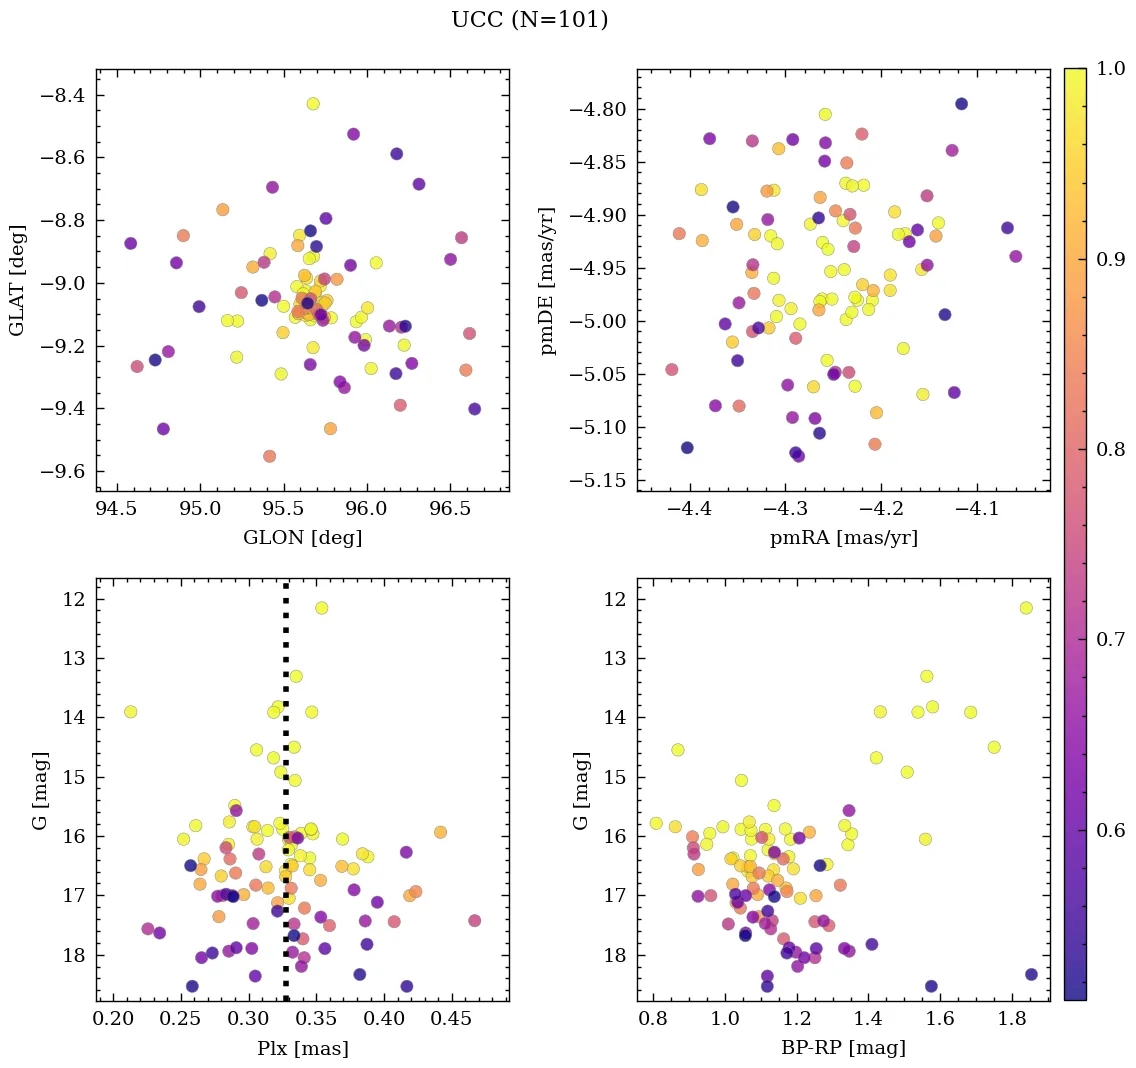 UCC (N=101)
−8.4
−8.6
−8.8
−9.0
−9.2
−9.4
−9.6
GLAT [deg]
94.5 95.0 95.5 96.0 96.5
GLON [deg]
−4.80
−4.85
−4.90
−4.95
−5.00
−5.05
−5.10
−5.15
pmDE [mas/yr]
−4.4 −4.3 −4.2 −4.1
pmRA [mas/yr]
1.0
0.9
0.8
0.7
0.6
12
13
14
15
16
17
18
G [mag]
0.20 0.25 0.30 0.35 0.40 0.45
Plx [mas]
12
13
14
15
16
17
18
G [mag]
0.8 1.0 1.2 1.4 1.6 1.8
BP-RP [mag]